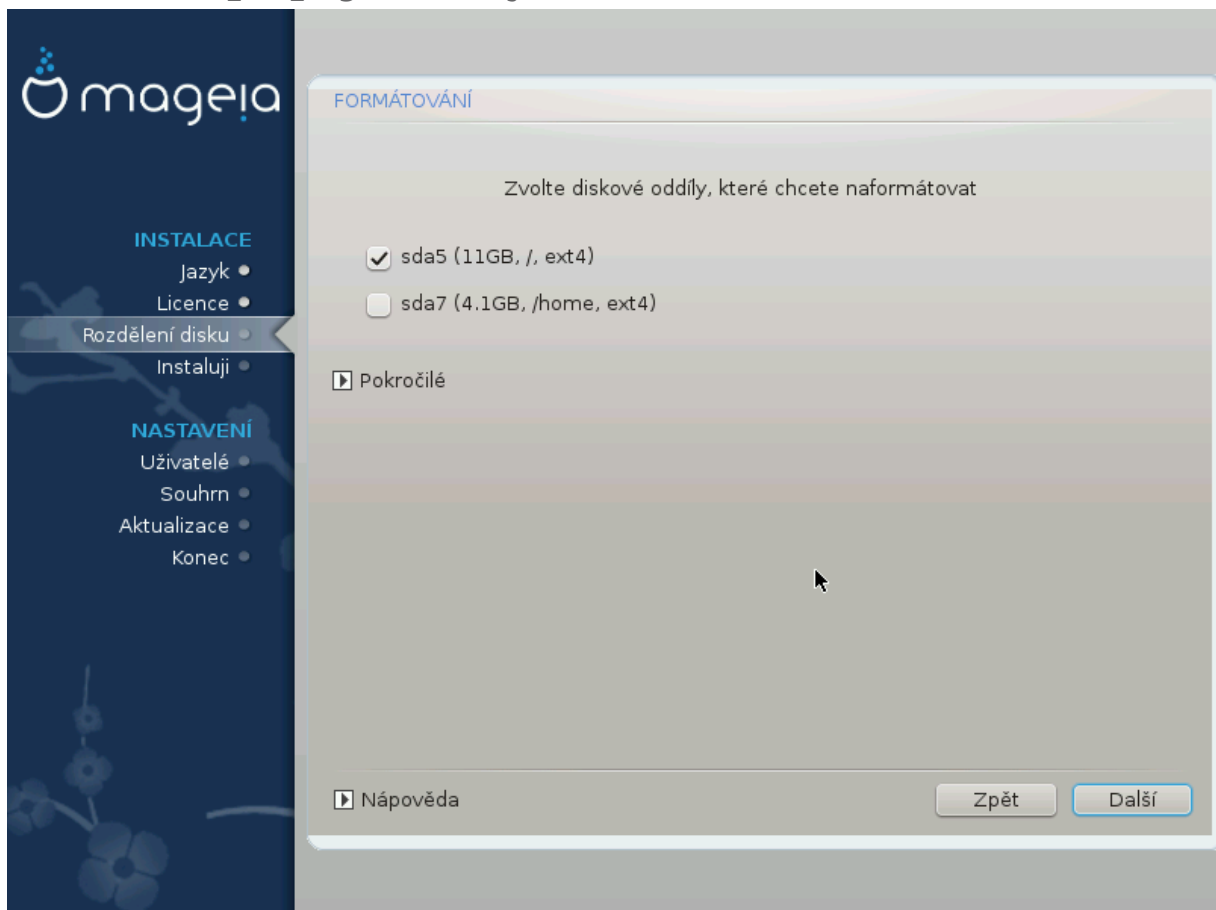 mageia
INSTALACE
Jazyk
Licence
Rozdělení disku
Instaluji
NASTAVENÍ
Uživatelé
Souhrn
Aktualizace
Konec
FORMÁTOVÁNÍ
Zvolte diskové oddíly, které chcete naformátovat
sda5 (11GB, /, ext4)
sda7 (4.1GB, /home, ext4)
Pokročilé
Nápověda
Zpět
Další